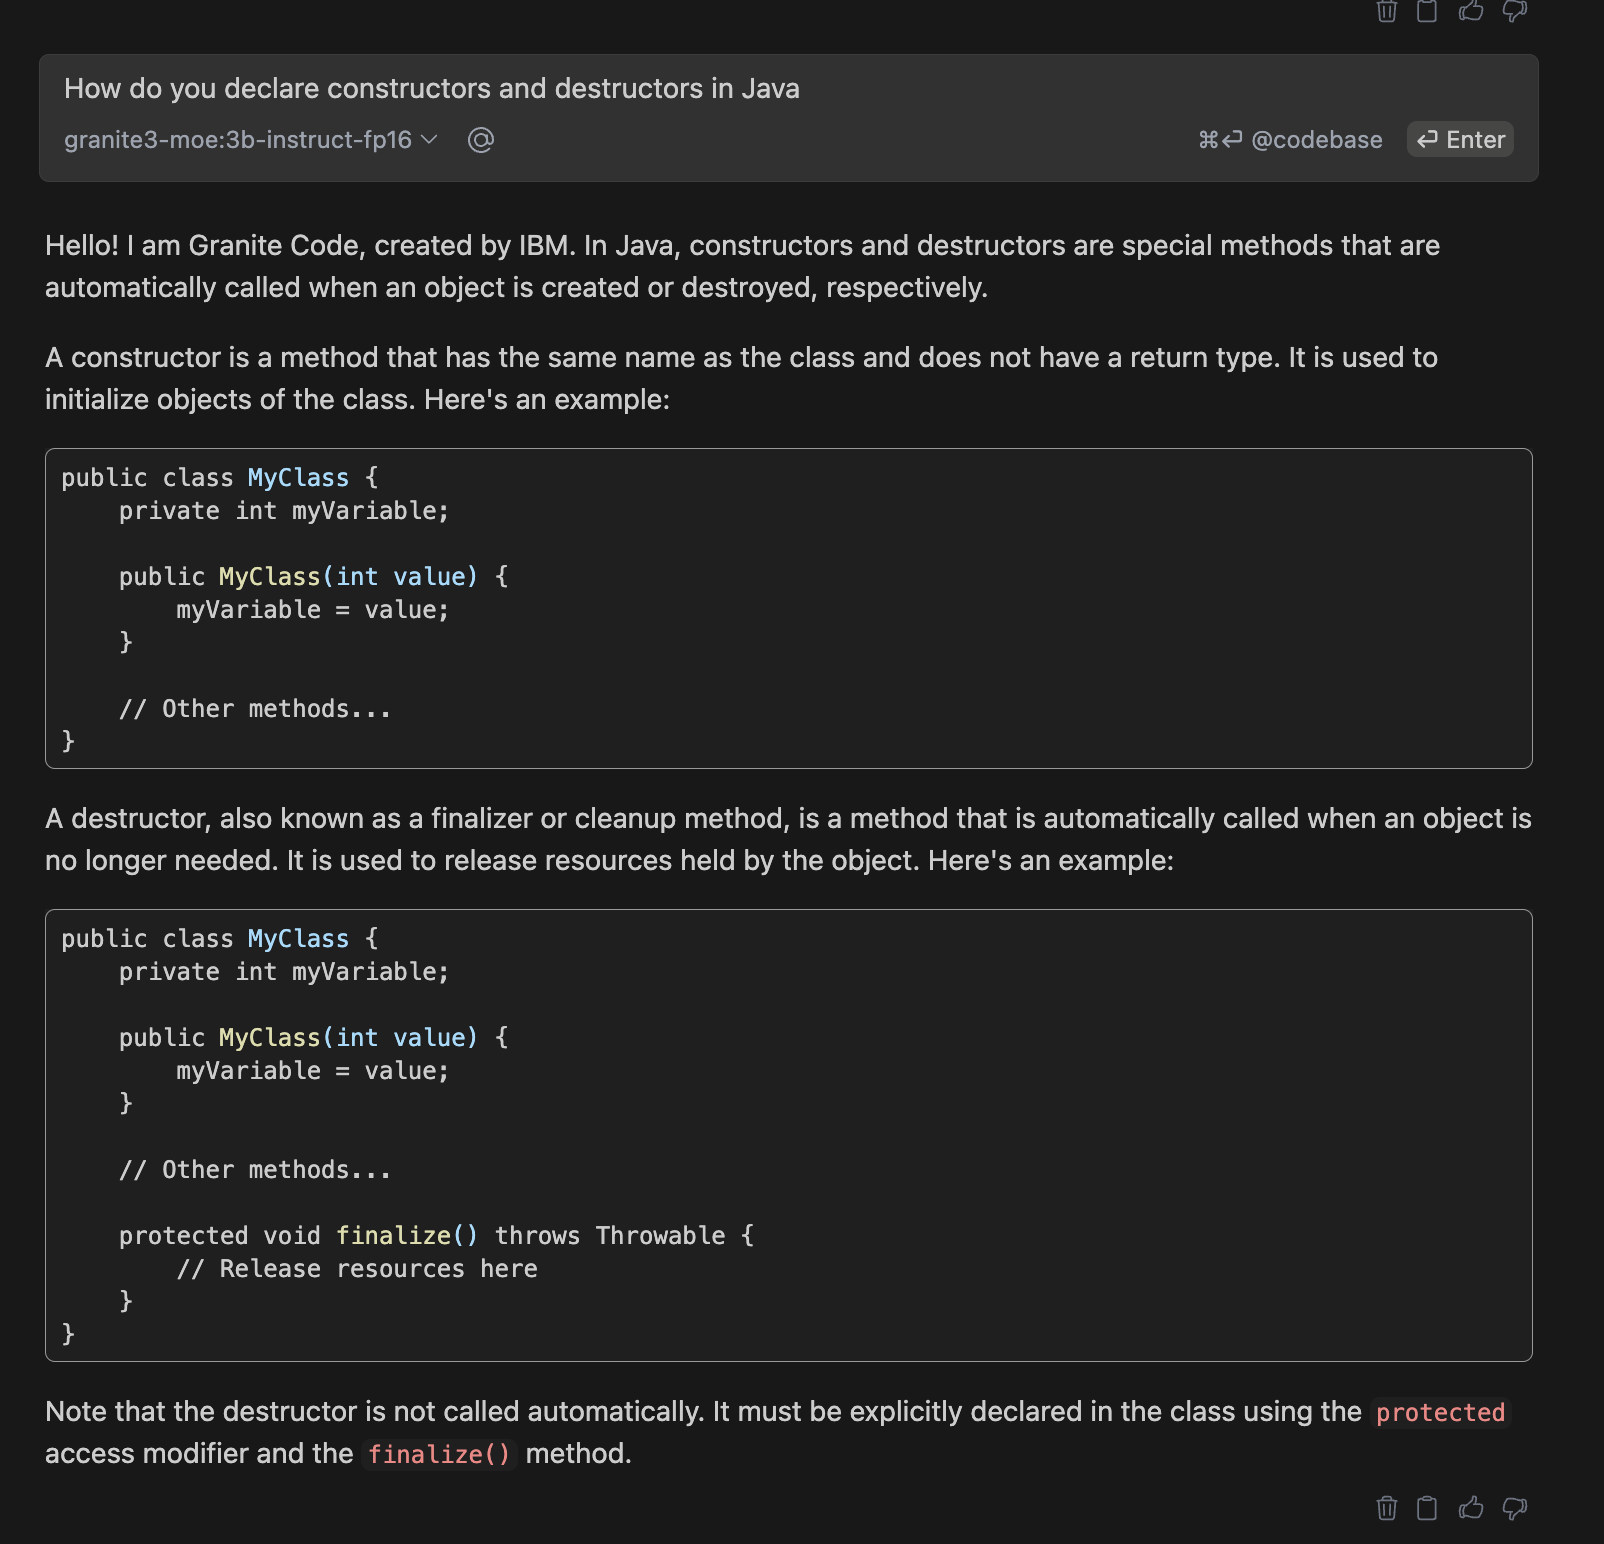 How do you declare constructors and destructors in Java
granite3-moe:3b-instruct-fp16 @ ⌘⏎ @codebase ⏎ Enter
Hello! I am Granite Code, created by IBM. In Java, constructors and destructors are special methods that are
automatically called when an object is created or destroyed, respectively.
A constructor is a method that has the same name as the class and does not have a return type. It is used to
initialize objects of the class. Here's an example:
public class MyClass {
    private int myVariable;

    public MyClass(int value) {
        myVariable = value;
    }

    // Other methods...
}
A destructor, also known as a finalizer or cleanup method, is a method that is automatically called when an object is
no longer needed. It is used to release resources held by the object. Here's an example:
public class MyClass {
    private int myVariable;

    public MyClass(int value) {
        myVariable = value;
    }

    // Other methods...

    protected void finalize() throws Throwable {
        // Release resources here
    }
}
Note that the destructor is not called automatically. It must be explicitly declared in the class using the protected
access modifier and the finalize() method.